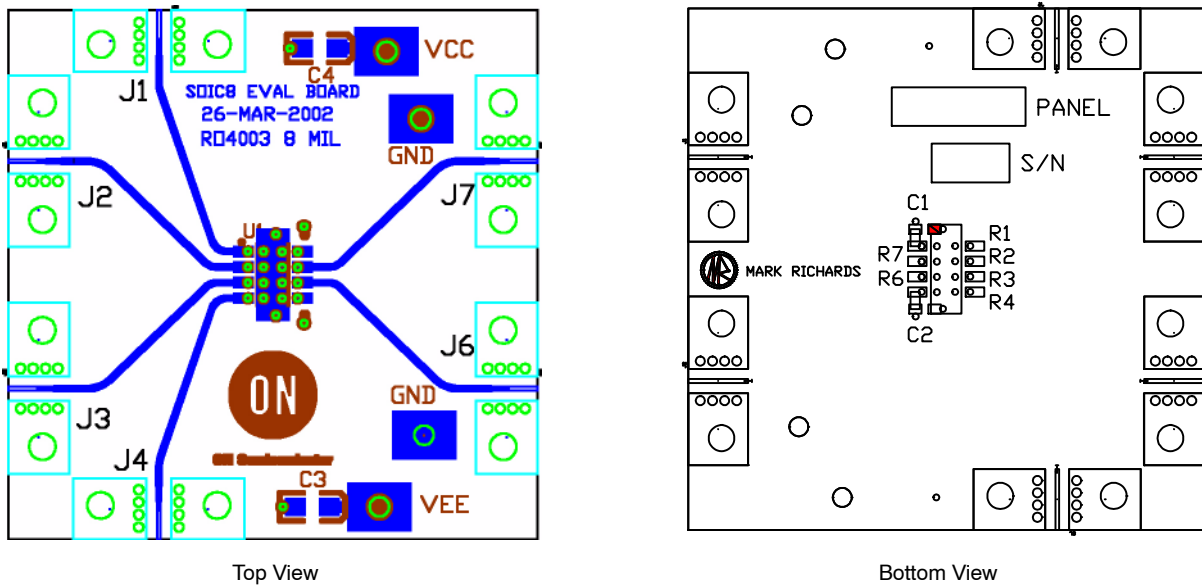 VCC
C4
J1
SOIC8 EVAL BOARD
26-MAR-2002
RO4003 8 MIL
GND
J2
J7
U1
J6
J3
GND
ON
J4
C3
VEE
Top View
PANEL
S/N
C1
R1
R7
R2
MARK RICHARDS
R6
R3
R4
C2
Bottom View